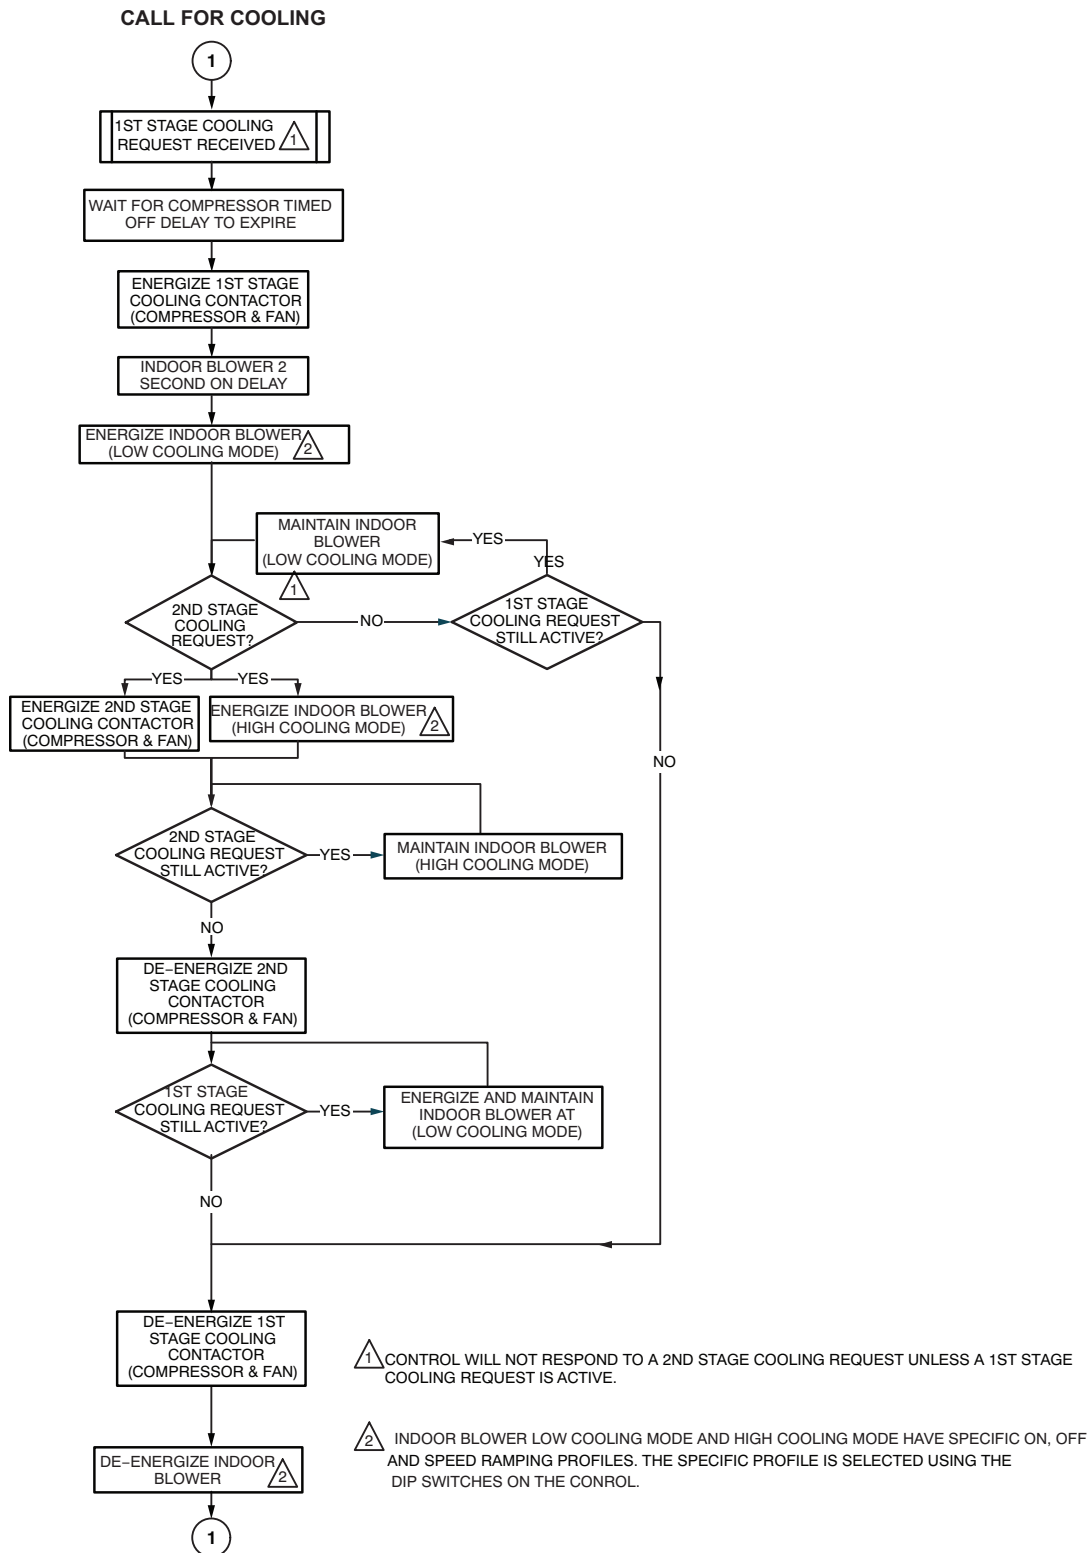 CALL FOR COOLING
1
1ST STAGE COOLING
REQUEST RECEIVED 1
WAIT FOR COMPRESSOR TIMED
OFF DELAY TO EXPIRE
ENERGIZE 1ST STAGE
COOLING CONTACTOR
(COMPRESSOR & FAN)
INDOOR BLOWER 2
SECOND ON DELAY
ENERGIZE INDOOR BLOWER
(LOW COOLING MODE) 2
MAINTAIN INDOOR
BLOWER
(LOW COOLING MODE)
1
YES
YES
2ND STAGE
COOLING
REQUEST?
NO
1ST STAGE
COOLING REQUEST
STILL ACTIVE?
YES
YES
ENERGIZE 2ND STAGE
COOLING CONTACTOR
(COMPRESSOR & FAN)
ENERGIZE INDOOR BLOWER
(HIGH COOLING MODE) 2
NO
2ND STAGE
COOLING REQUEST
STILL ACTIVE?
YES
MAINTAIN INDOOR BLOWER
(HIGH COOLING MODE)
NO
DE−ENERGIZE 2ND
STAGE COOLING
CONTACTOR
(COMPRESSOR & FAN)
1ST STAGE
COOLING REQUEST
STILL ACTIVE?
YES
ENERGIZE AND MAINTAIN
INDOOR BLOWER AT
(LOW COOLING MODE)
NO
DE−ENERGIZE 1ST
STAGE COOLING
CONTACTOR
(COMPRESSOR & FAN)
DE−ENERGIZE INDOOR
BLOWER 2
1
1 CONTROL WILL NOT RESPOND TO A 2ND STAGE COOLING REQUEST UNLESS A 1ST STAGE
COOLING REQUEST IS ACTIVE.
2 INDOOR BLOWER LOW COOLING MODE AND HIGH COOLING MODE HAVE SPECIFIC ON, OFF
AND SPEED RAMPING PROFILES. THE SPECIFIC PROFILE IS SELECTED USING THE
DIP SWITCHES ON THE CONROL.